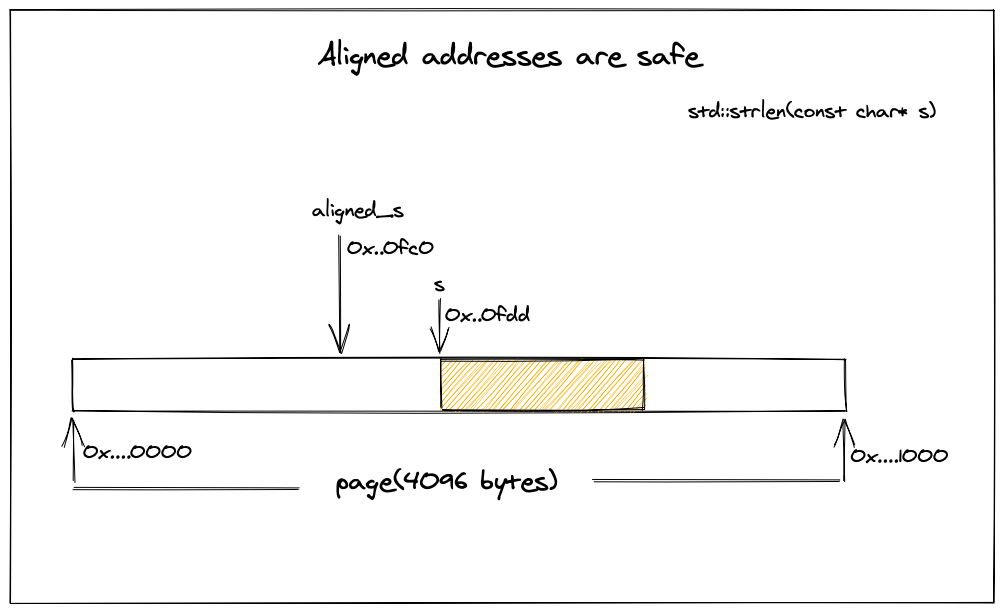 Aligned addresses are safe
std::strlen(const char* s)
aligned_s
0x..0fc0
s
0x..0fdd
0x....0000
0x....1000
page(4096 bytes)